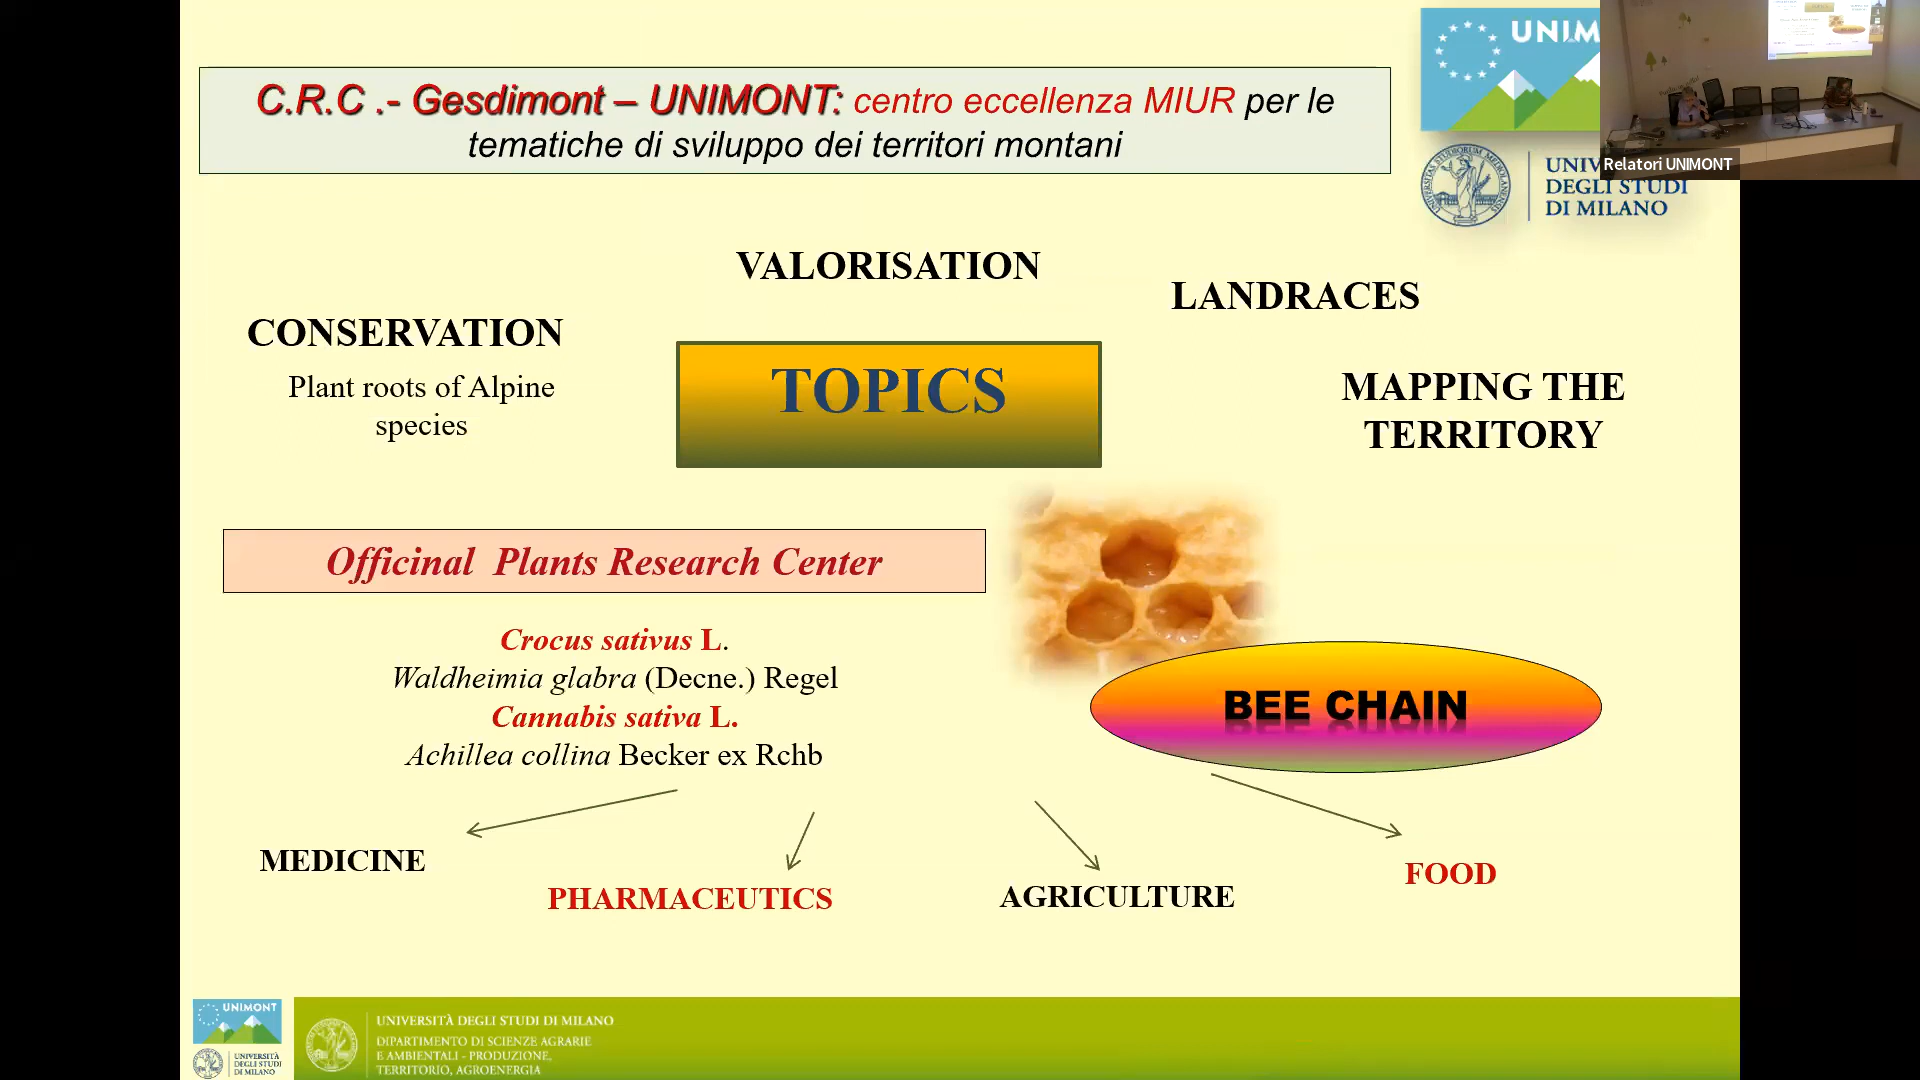 C.R.C .- Gesdimont – UNIMONT: centro eccellenza MIUR per le
tematiche di sviluppo dei territori montani
UNIM
Relatori UNIMONT
UNIV
DEGLI STUDI
DI MILANO
VALORISATION
LANDRACES
CONSERVATION
Plant roots of Alpine
species
TOPICS
MAPPING THE
TERRITORY
Officinal Plants Research Center
Crocus sativus L.
Waldheimia glabra (Decne.) Regel
Cannabis sativa L.
Achillea collina Becker ex Rchb
BEE CHAIN
MEDICINE
PHARMACEUTICS
AGRICULTURE
FOOD
UNIMONT
UNIVERSITÀ
DEGLI STUDI
DI MILANO
UNIVERSITÀ DEGLI STUDI DI MILANO
DIPARTIMENTO DI SCIENZE AGRARIE
E AMBIENTALI - PRODUZIONE,
TERRITORIO, AGROENERGIA